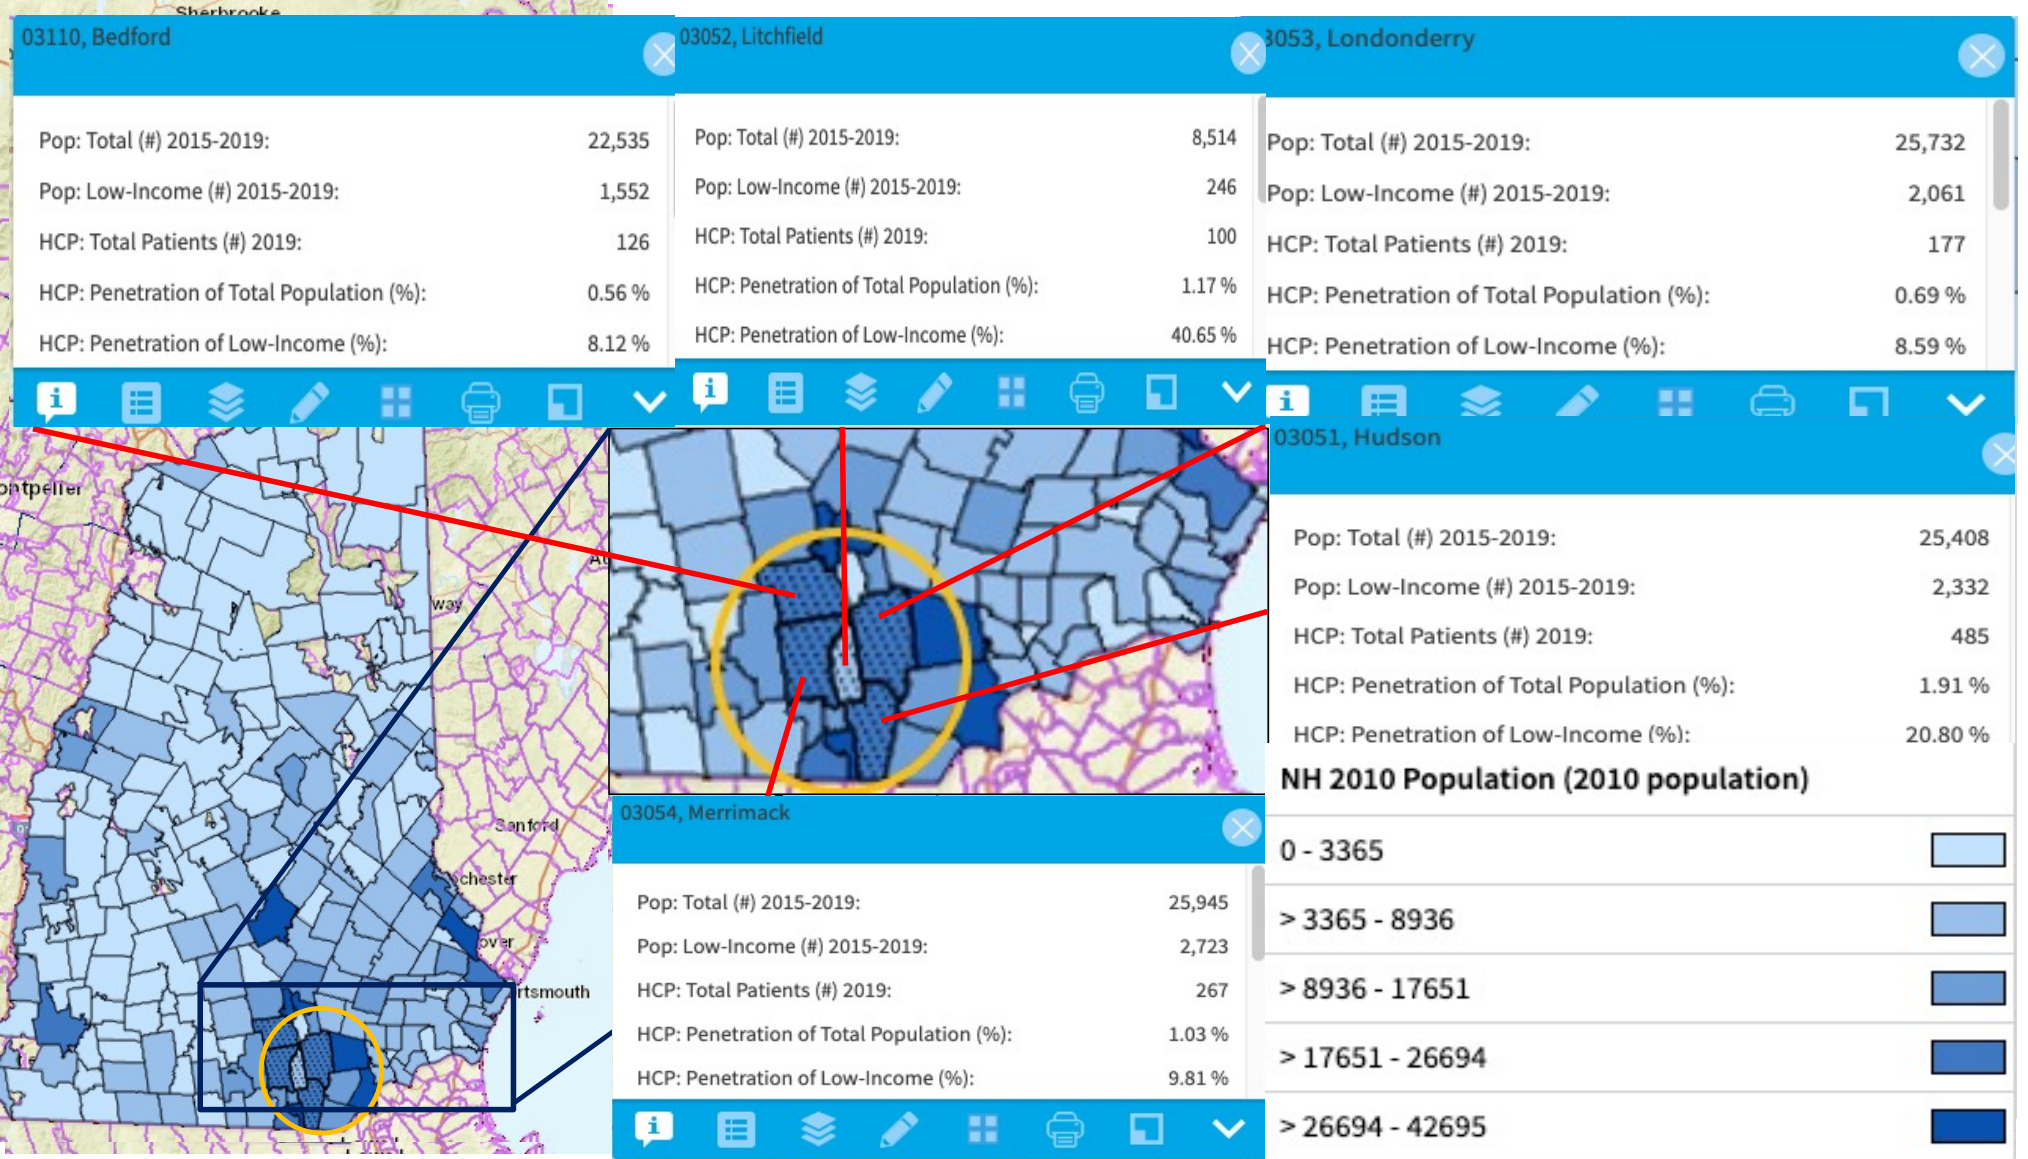 Sherbrooke
03110, Bedford
Pop: Total (#) 2015-2019: 22,535
Pop: Low-Income (#) 2015-2019: 1,552
HCP: Total Patients (#) 2019: 126
HCP: Penetration of Total Population (%): 0.56 %
HCP: Penetration of Low-Income (%): 8.12 %
03052, Litchfield
Pop: Total (#) 2015-2019: 8,514
Pop: Low-Income (#) 2015-2019: 246
HCP: Total Patients (#) 2019: 100
HCP: Penetration of Total Population (%): 1.17 %
HCP: Penetration of Low-Income (%): 40.65 %
3053, Londonderry
Pop: Total (#) 2015-2019: 25,732
Pop: Low-Income (#) 2015-2019: 2,061
HCP: Total Patients (#) 2019: 177
HCP: Penetration of Total Population (%): 0.69 %
HCP: Penetration of Low-Income (%): 8.59 %
03051, Hudson
Pop: Total (#) 2015-2019: 25,408
Pop: Low-Income (#) 2015-2019: 2,332
HCP: Total Patients (#) 2019: 485
HCP: Penetration of Total Population (%): 1.91 %
HCP: Penetration of Low-Income (%): 20.80 %
ontpelier
way
Sanford
chester
over
rtsmouth
03054, Merrimack
Pop: Total (#) 2015-2019: 25,945
Pop: Low-Income (#) 2015-2019: 2,723
HCP: Total Patients (#) 2019: 267
HCP: Penetration of Total Population (%): 1.03 %
HCP: Penetration of Low-Income (%): 9.81 %
NH 2010 Population (2010 population)
0 - 3365
> 3365 - 8936
> 8936 - 17651
> 17651 - 26694
> 26694 - 42695